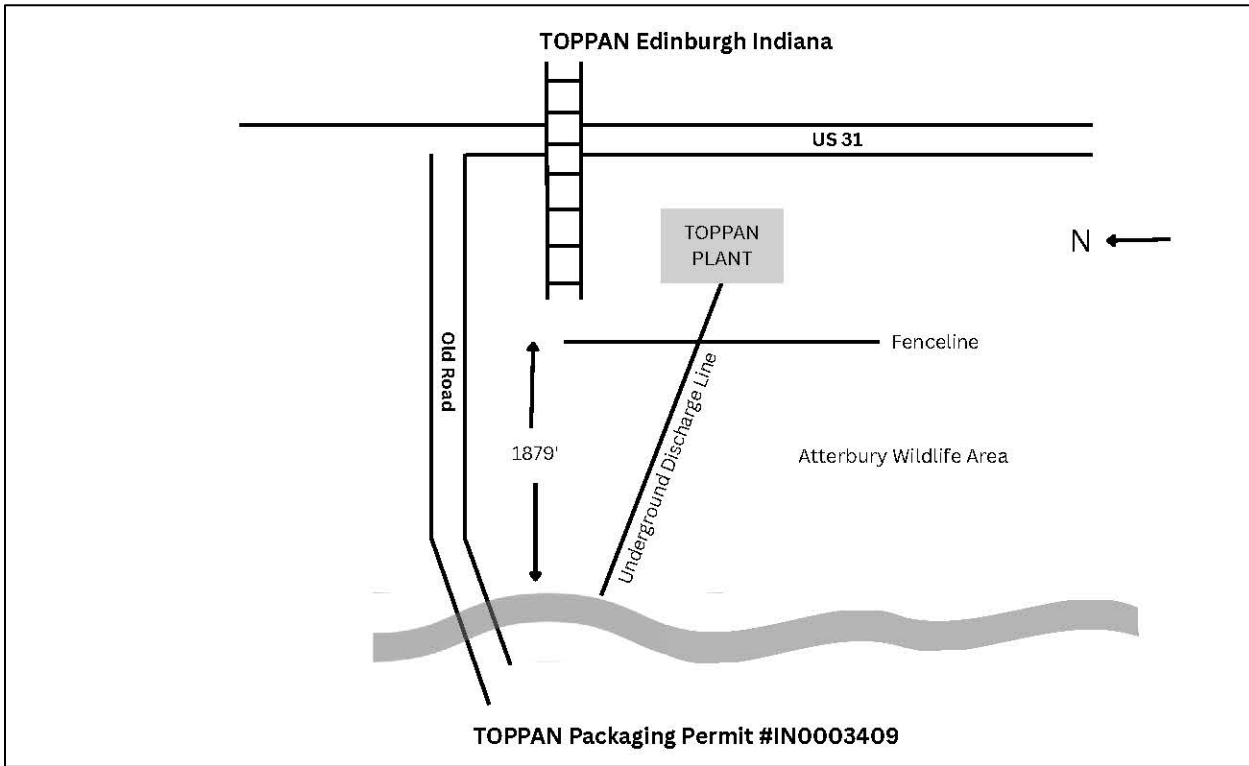 TOPPAN Edinburgh Indiana
US 31
TOPPAN
PLANT
N
Old Road
Fenceline
Underground Discharge Line
1879'
Atterbury Wildlife Area
TOPPAN Packaging Permit #IN0003409